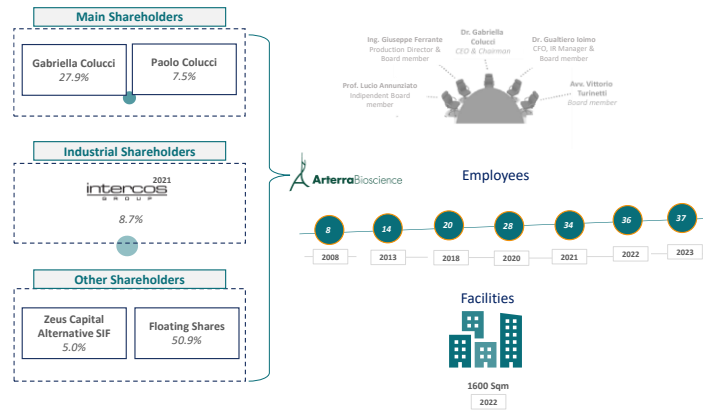 Main Shareholders
Gabriella Colucci
27.9%
Paolo Colucci
7.5%
Industrial Shareholders
2021
intercos
GROUP
8.7%
Other Shareholders
Zeus Capital
Alternative SIF
5.0%
Floating Shares
50.9%
ArterraBioscience
Ing. Giuseppe Ferrante
Production Director &
Board member
Dr. Gabriella
Colucci
CEO & Chairman
Dr. Gualtiero Ioimo
CFO, IR Manager &
Board member
Prof. Lucio Annunziato
Indipendent Board
member
Avv. Vittorio
Turinetti
Board member
Employees
8
14
20
28
34
36
37
2008
2013
2018
2020
2021
2022
2023
Facilities
1600 Sqm
2022